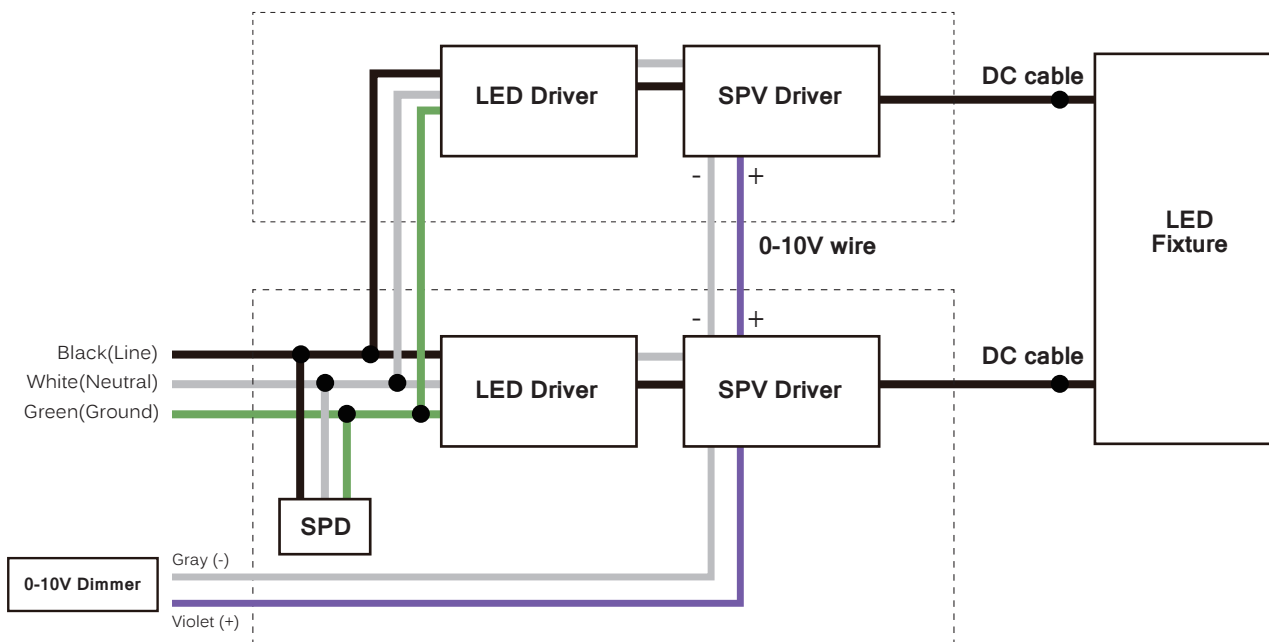 LED Driver
SPV Driver
DC cable
- +
0-10V wire
LED
Fixture
- +
Black(Line)
White(Neutral)
Green(Ground)
LED Driver
SPV Driver
DC cable
SPD
Gray (-)
0-10V Dimmer
Violet (+)